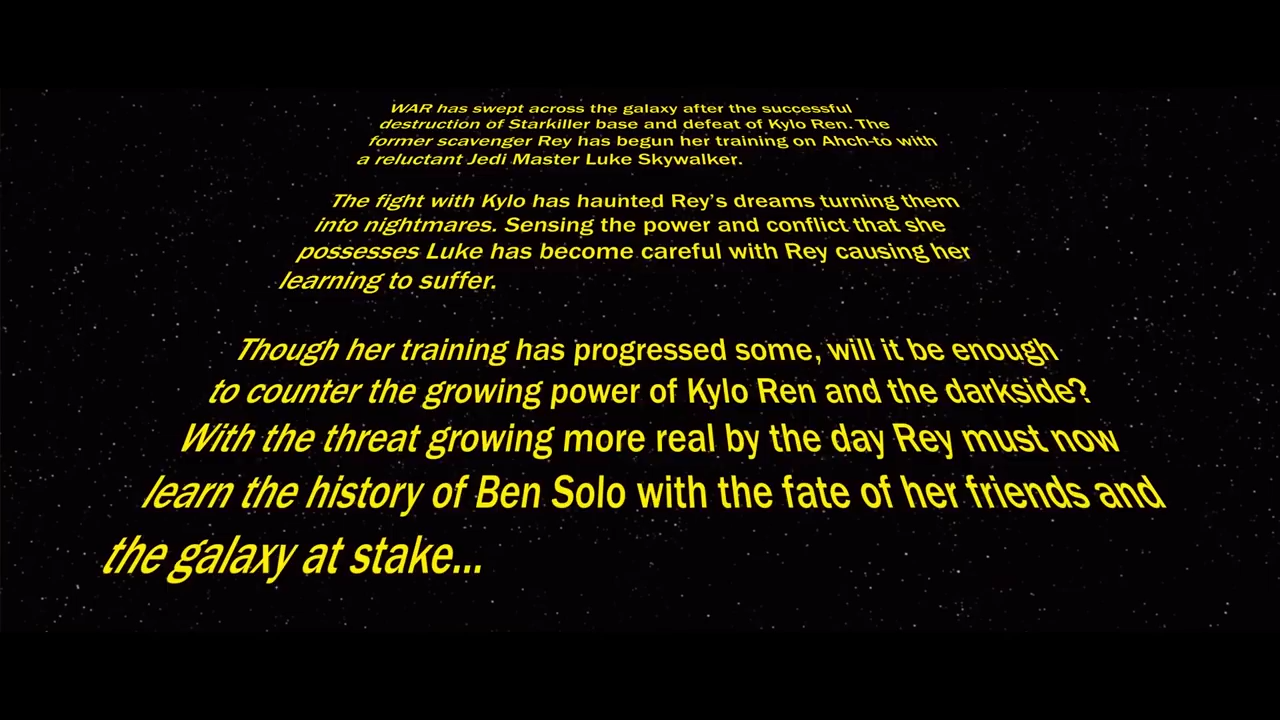 WAR has swept across the galaxy after the successful
destruction of Starkiller base and defeat of Kylo Ren. The
former scavenger Rey has begun her training on Ahch-to with
a reluctant Jedi Master Luke Skywalker.
The fight with Kylo has haunted Rey's dreams turning them
into nightmares. Sensing the power and conflict that she
possesses Luke has become careful with Rey causing her
learning to suffer.
Though her training has progressed some, will it be enough
to counter the growing power of Kylo Ren and the darkside?
With the threat growing more real by the day Rey must now
learn the history of Ben Solo with the fate of her friends and
the galaxy at stake...